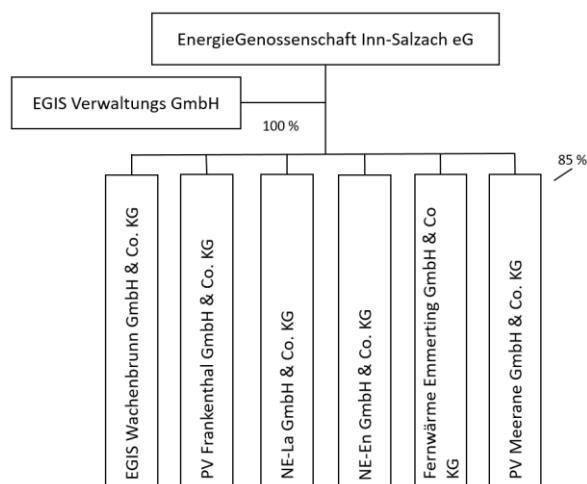 EnergieGenossenschaft Inn-Salzach eG
EGIS Verwaltungs GmbH
100 %
85 %
EGIS Wachenbrunn GmbH & Co. KG
PV Frankenthal GmbH & Co. KG
NE-La GmbH & Co. KG
NE-En GmbH & Co. KG
Fernwärme Emmerting GmbH & Co
KG
PV Meerane GmbH & Co. KG